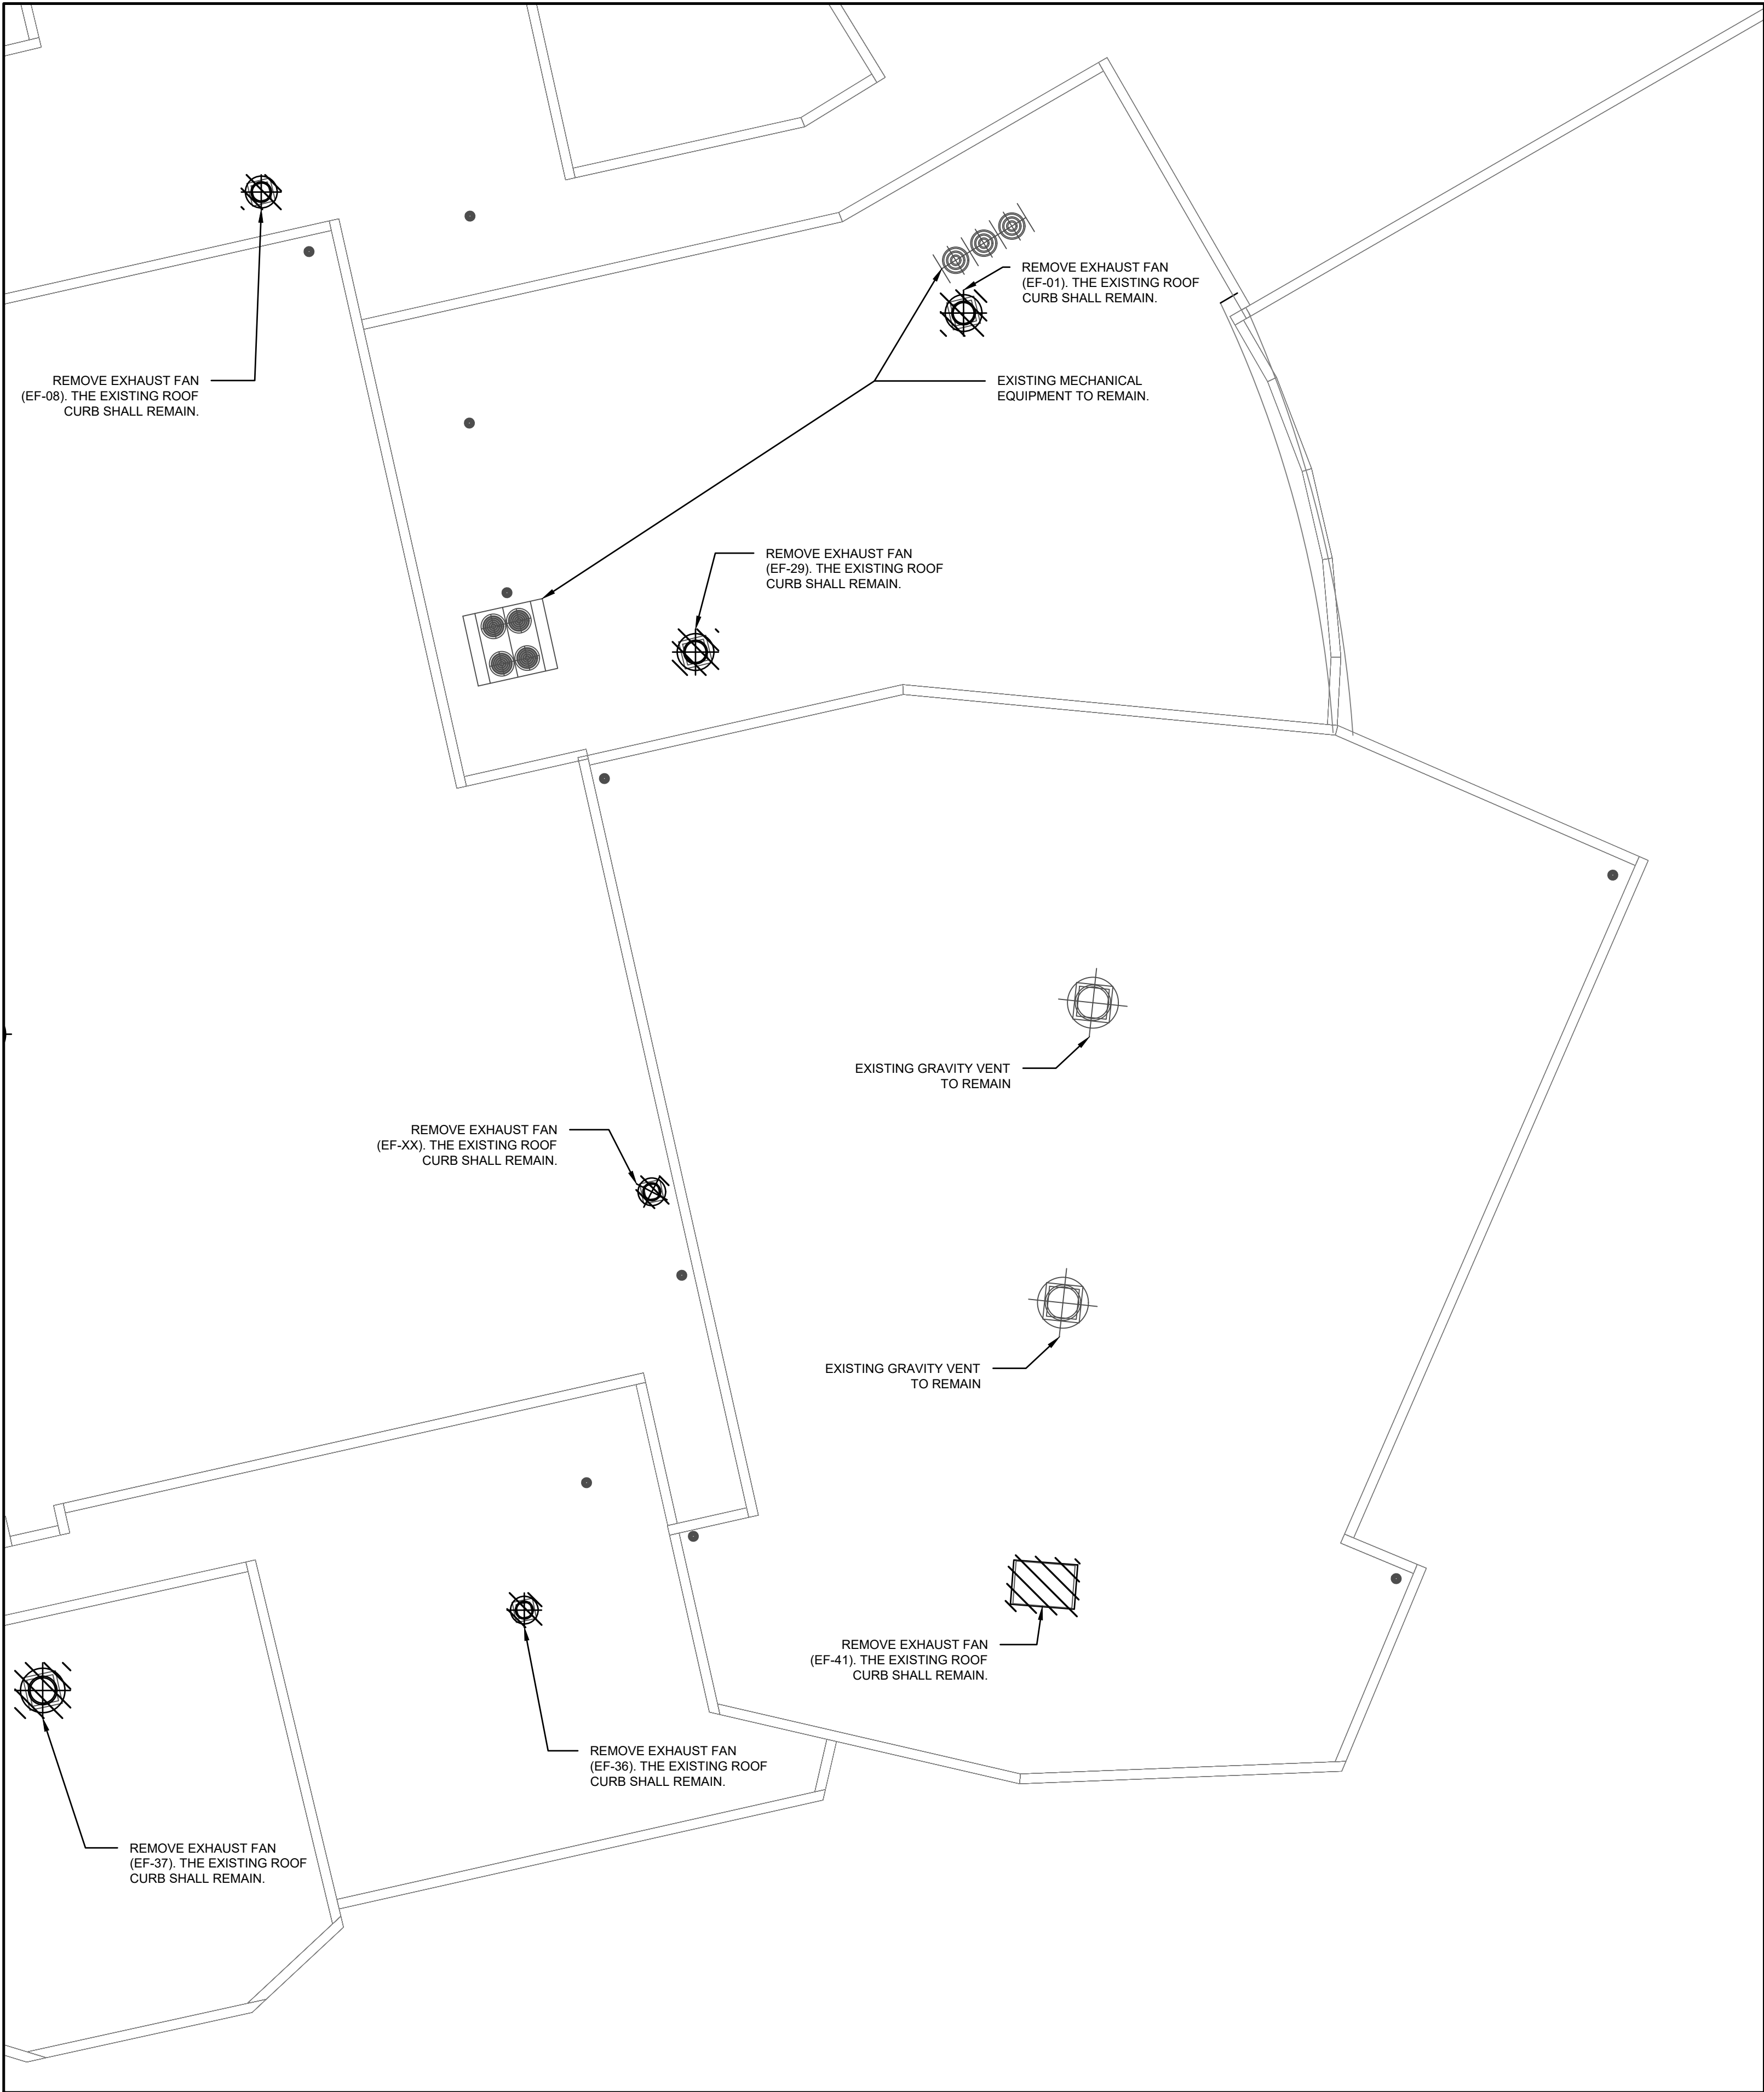 REMOVE EXHAUST FAN
(EF-01). THE EXISTING ROOF
CURB SHALL REMAIN.
REMOVE EXHAUST FAN
(EF-08). THE EXISTING ROOF
CURB SHALL REMAIN.
EXISTING MECHANICAL
EQUIPMENT TO REMAIN.
REMOVE EXHAUST FAN
(EF-29). THE EXISTING ROOF
CURB SHALL REMAIN.
EXISTING GRAVITY VENT
TO REMAIN
REMOVE EXHAUST FAN
(EF-XX). THE EXISTING ROOF
CURB SHALL REMAIN.
EXISTING GRAVITY VENT
TO REMAIN
REMOVE EXHAUST FAN
(EF-41). THE EXISTING ROOF
CURB SHALL REMAIN.
REMOVE EXHAUST FAN
(EF-36). THE EXISTING ROOF
CURB SHALL REMAIN.
REMOVE EXHAUST FAN
(EF-37). THE EXISTING ROOF
CURB SHALL REMAIN.